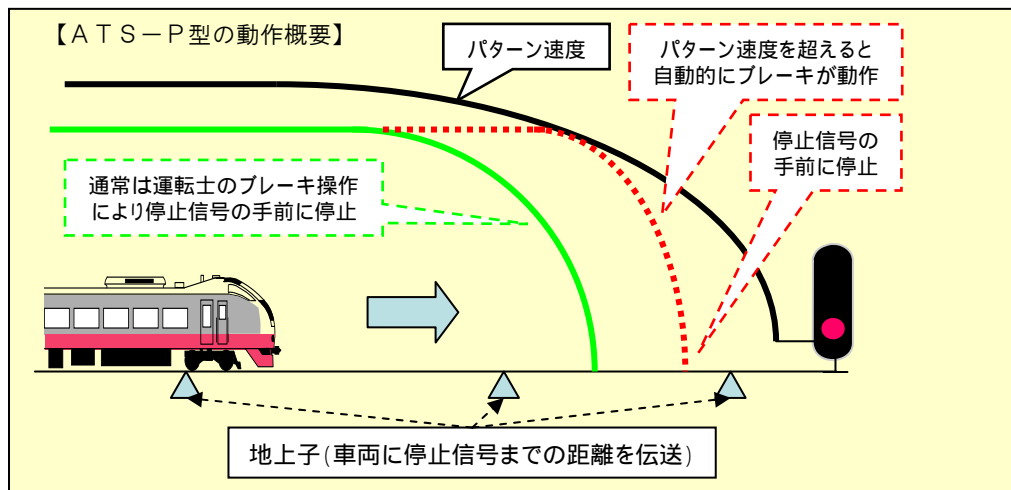 【ＡＴＳ－Ｐ型の動作概要】
パターン速度
パターン速度を超えると
自動的にブレーキが動作
停止信号の
手前に停止
通常は運転士のブレーキ操作
により停止信号の手前に停止
地上子(車両に停止信号までの距離を伝送)